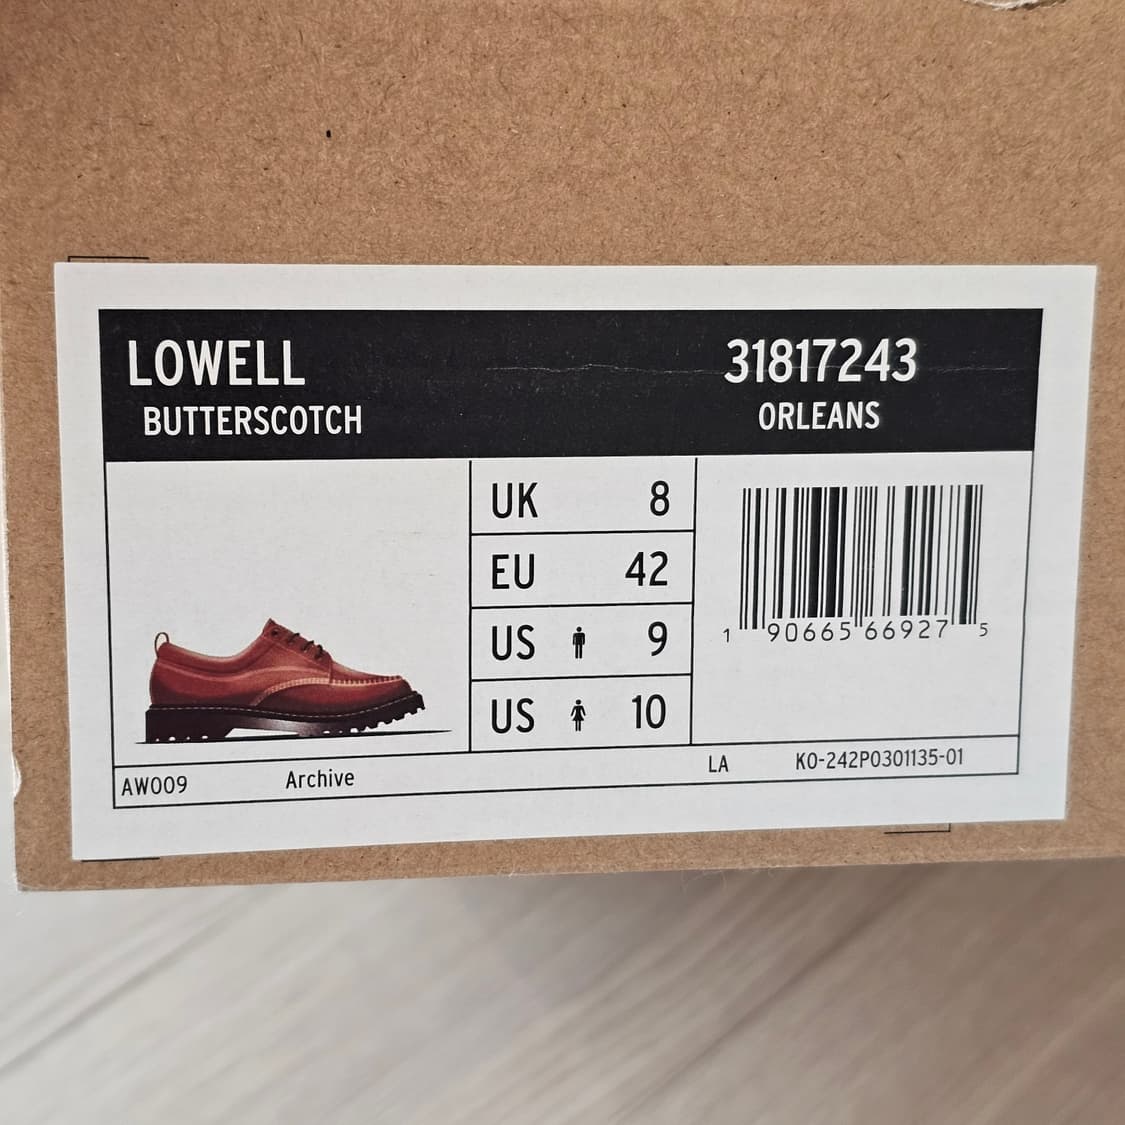 LOWELL
BUTTERSCOTCH
31817243
ORLEANS
UK 8
EU 42
US 9
US 10
1 90665 66927 5
AW009 Archive LA KO-242P0301135-01